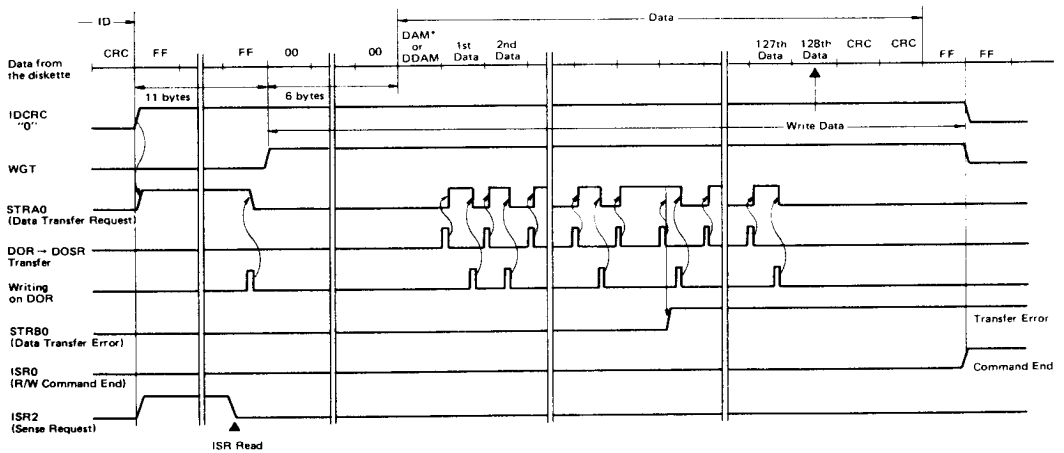 ID
Data
DAM*
or
DDAM
Data from
the diskette
CRC FF FF 00 00 1st
Data 2nd
Data 127th
Data 128th
Data CRC CRC FF FF
11 bytes 6 bytes
IDCRC
"0"
Write Data
WGT
STRA0
(Data Transfer Request)
DOR → DOSR
Transfer
Writing
on DOR
STRB0
(Data Transfer Error)
Transfer Error
ISR0
(R/W Command End)
Command End
ISR2
(Sense Request)
ISR Read